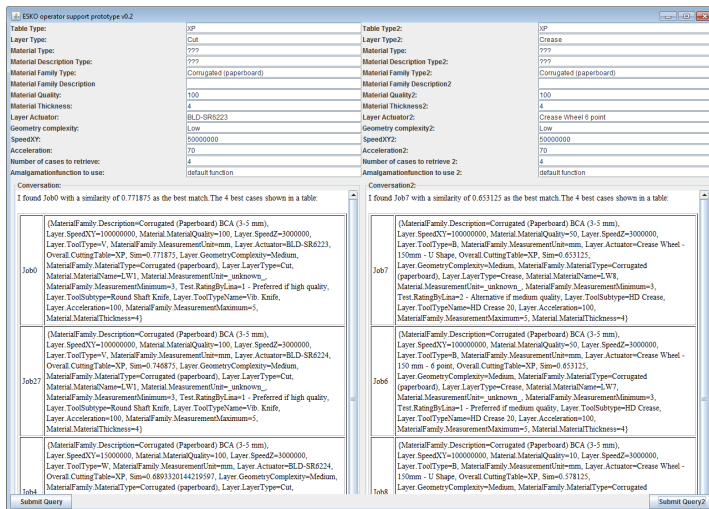 ESKO operator support prototype v0.2
Table Type: XP Table Type2: XP
Layer Type: Cut Layer Type2: Crease
Material Type: ??? Material Type2: ???
Material Description Type: ??? Material Description Type2: ???
Material Family Type: Corrugated (paperboard) Material Family Type2: Corrugated (paperboard)
Material Family Description Material Family Description2
Material Quality: 100 Material Quality2: 100
Material Thickness: 4 Material Thickness2: 4
Layer Actuator: BLD-SR6223 Layer Actuator2: Crease Wheel 6 point
Geometry complexity: Low Geometry complexity2: Low
SpeedXY: 50000000 SpeedXY2: 50000000
Acceleration: 70 Acceleration2: 70
Number of cases to retrieve: 4 Number of cases to retrieve 2: 4
Amalgamationfunction to use: default function Amalgamationfunction to use 2: default function
Conversation:
I found Job0 with a similarity of 0.771875 as the best match.The 4 best cases shown in a table:
Job0
{MaterialFamily.Description=Corrugated (Paperboard) BCA (3-5 mm),
Layer.SpeedXY=100000000, Material.MaterialQuality=100, Layer.SpeedZ=3000000,
Layer.ToolType=V, MaterialFamily.MeasurementUnit=mm, Layer.Actuator=BLD-SR6223,
Overall.CuttingTable=XP, Sim=0.771875, Layer.GeometryComplexity=Medium,
MaterialFamily.MaterialType=Corrugated (paperboard), Layer.LayerType=Cut,
Material.MaterialName=LW1, Material.MeasurementUnit=_unknown_,
MaterialFamily.MeasurementMinimum=3, Test.RatingByLina=1 - Preferred if high quality,
Layer.ToolSubtype=Round Shaft Knife, Layer.ToolTypeName=Vib. Knife,
Layer.Acceleration=100, MaterialFamily.MeasurementMaximum=5,
Material.MaterialThickness=4}
Job27
{MaterialFamily.Description=Corrugated (Paperboard) BCA (3-5 mm),
Layer.SpeedXY=100000000, Material.MaterialQuality=100, Layer.SpeedZ=3000000,
Layer.ToolType=V, MaterialFamily.MeasurementUnit=mm, Layer.Actuator=BLD-SR6224,
Overall.CuttingTable=XP, Sim=0.746875, Layer.GeometryComplexity=Medium,
MaterialFamily.MaterialType=Corrugated (paperboard), Layer.LayerType=Cut,
Material.MaterialName=LW1, Material.MeasurementUnit=_unknown_,
MaterialFamily.MeasurementMinimum=3, Test.RatingByLina=1 - Preferred if high quality,
Layer.ToolSubtype=Round Shaft Knife, Layer.ToolTypeName=Vib. Knife,
Layer.Acceleration=100, MaterialFamily.MeasurementMaximum=5,
Material.MaterialThickness=4}
Job4
{MaterialFamily.Description=Corrugated (Paperboard) BCA (3-5 mm),
Layer.SpeedXY=15000000, Material.MaterialQuality=100, Layer.SpeedZ=3000000,
Layer.ToolType=W, MaterialFamily.MeasurementUnit=mm, Layer.Actuator=BLD-SR6224,
Overall.CuttingTable=XP, Sim=0.6893320144219597, Layer.GeometryComplexity=Medium,
MaterialFamily.MaterialType=Corrugated (paperboard), Layer.LayerType=Cut,
Submit Query
Conversation2:
I found Job7 with a similarity of 0.653125 as the best match.The 4 best cases shown in a table:
Job7
{MaterialFamily.Description=Corrugated (Paperboard) BCA (3-5 mm),
Layer.SpeedXY=100000000, Material.MaterialQuality=50, Layer.SpeedZ=3000000,
Layer.ToolType=B, MaterialFamily.MeasurementUnit=mm, Layer.Actuator=Crease Wheel -
150mm - U Shape, Overall.CuttingTable=XP, Sim=0.653125,
Layer.GeometryComplexity=Medium, MaterialFamily.MaterialType=Corrugated
(paperboard), Layer.LayerType=Crease, Material.MaterialName=LW8,
Material.MeasurementUnit=_unknown_, MaterialFamily.MeasurementMinimum=3,
Test.RatingByLina=2 - Alternative if medium quality, Layer.ToolSubtype=HD Crease,
Layer.ToolTypeName=HD Crease 20, Layer.Acceleration=100,
MaterialFamily.MeasurementMaximum=5, Material.MaterialThickness=4}
Job6
{MaterialFamily.Description=Corrugated (Paperboard) BCA (3-5 mm),
Layer.SpeedXY=100000000, Material.MaterialQuality=50, Layer.SpeedZ=3000000,
Layer.ToolType=B, MaterialFamily.MeasurementUnit=mm, Layer.Actuator=Crease Wheel -
150 mm - 6 point, Overall.CuttingTable=XP, Sim=0.653125,
Layer.GeometryComplexity=Medium, MaterialFamily.MaterialType=Corrugated
(paperboard), Layer.LayerType=Crease, Material.MaterialName=LW7,
Material.MeasurementUnit=_unknown_, MaterialFamily.MeasurementMinimum=3,
Test.RatingByLina=1 - Preferred if medium quality, Layer.ToolSubtype=HD Crease,
Layer.ToolTypeName=HD Crease 20, Layer.Acceleration=100,
MaterialFamily.MeasurementMaximum=5, Material.MaterialThickness=4}
Job8
{MaterialFamily.Description=Corrugated (Paperboard) BCA (3-5 mm),
Layer.SpeedXY=100000000, Material.MaterialQuality=50, Layer.SpeedZ=3000000,
Layer.ToolType=B, MaterialFamily.MeasurementUnit=mm, Layer.Actuator=Crease Wheel -
150mm - U Shape, Overall.CuttingTable=XP, Sim=0.578125,
Layer.GeometryComplexity=Medium, MaterialFamily.MaterialType=Corrugated
Submit Query2